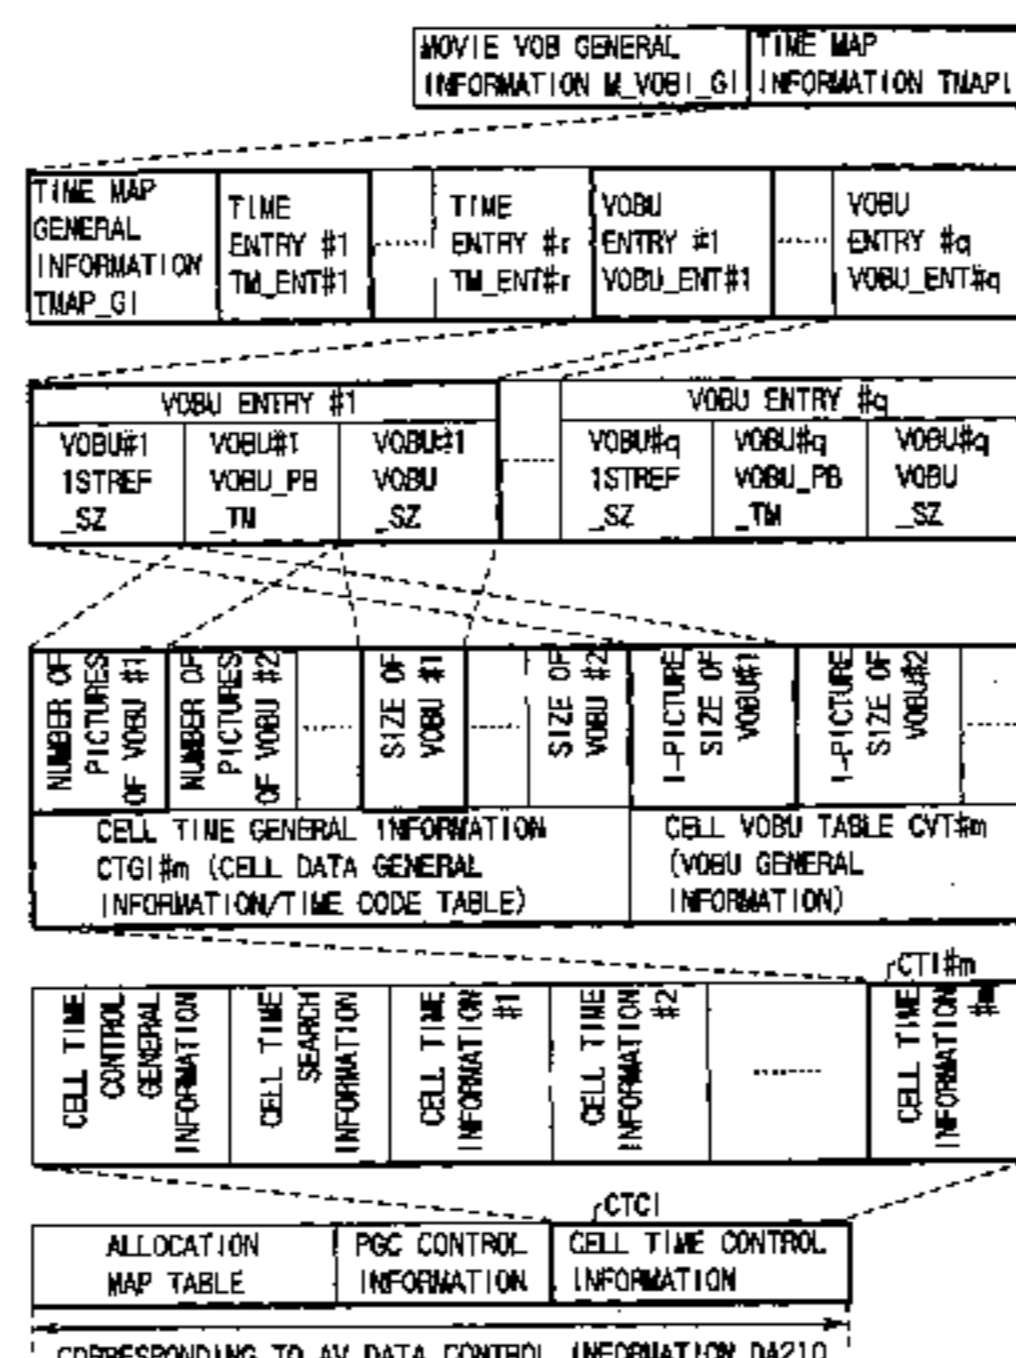 MOVIE VOB GENERAL
INFORMATION M_VOBI_GI
TIME MAP
INFORMATION TMAPI
TIME MAP
GENERAL
INFORMATION
TMAP_GI
TIME
ENTRY #1
TM_ENT#1
TIME
ENTRY #r
TM_ENT#r
VOBU
ENTRY #1
VOBU_ENT#1
VOBU
ENTRY #q
VOBU_ENT#q
VOBU ENTRY #1
VOBU ENTRY #q
VOBU#1
1STREF
_SZ
VOBU#1
VOBU_PB
_TM
VOBU#1
VOBU
_SZ
VOBU#q
1STREF
_SZ
VOBU#q
VOBU_PB
_TM
VOBU#q
VOBU
_SZ
NUMBER OF
PICTURES
OF VOBU #1
NUMBER OF
PICTURES
OF VOBU #2
SIZE OF
VOBU #1
SIZE OF
VOBU #2
I-PICTURE
SIZE OF
VOBU#1
I-PICTURE
SIZE OF
VOBU#2
CELL TIME GENERAL INFORMATION
CTGI#m (CELL DATA GENERAL
INFORMATION/TIME CODE TABLE)
CELL VOBU TABLE CVT#m
(VOBU GENERAL
INFORMATION)
CTI#m
CELL TIME
CONTROL
GENERAL
INFORMATION
CELL TIME
SEARCH
INFORMATION
CELL TIME
INFORMATION
#1
CELL TIME
INFORMATION
#2
CELL TIME
INFORMATION
#m
CTCI
ALLOCATION
MAP TABLE
PGC CONTROL
INFORMATION
CELL TIME CONTROL
INFORMATION
CORRESPONDING TO AV DATA CONTROL INFORMATION DA210